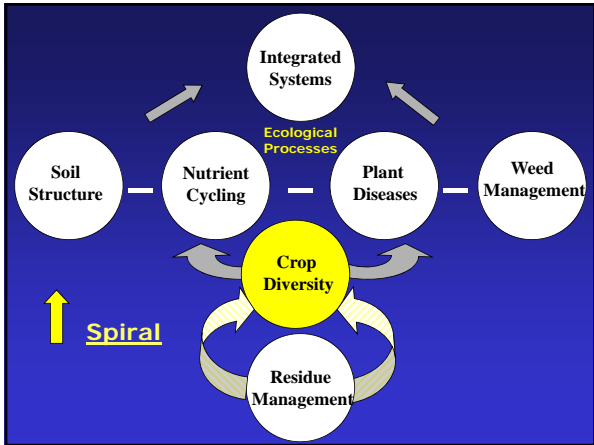 Integrated
Systems
Ecological
Processes
Soil
Structure
Nutrient
Cycling
Plant
Diseases
Weed
Management
Crop
Diversity
Spiral
Residue
Management